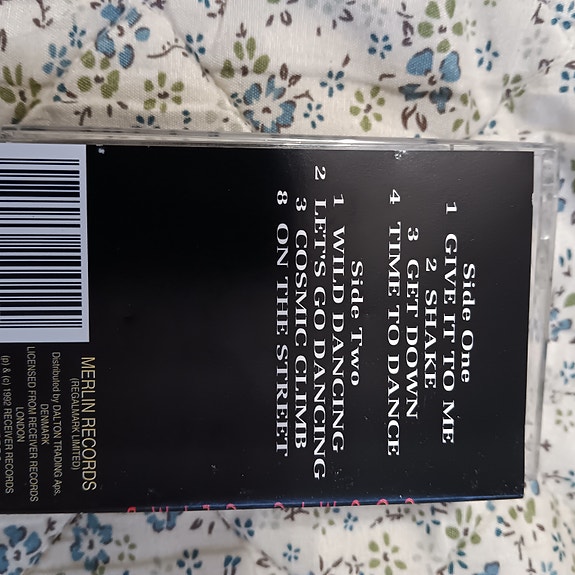 Side One
1 GIVE IT TO ME
2 SHAKE
3 GET DOWN
4 TIME TO DANCE
Side Two
1 WILD DANCING
2 LET'S GO DANCING
3 COSMIC CLIMB
8 ON THE STREET
MERLIN RECORDS
(REGALMARK LIMITED)
Distributed by DALTON TRADING Aps.
DENMARK
LICENSED FROM RECEIVER RECORDS
LONDON
(p) & (c) 1992 RECEIVER RECORDS